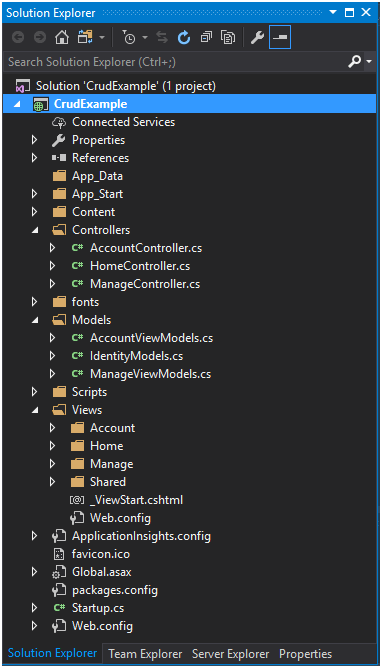 Solution Explorer
Search Solution Explorer (Ctrl+;)
Solution 'CrudExample' (1 project)
CrudExample
Connected Services
Properties
References
App_Data
App_Start
Content
Controllers
C# AccountController.cs
C# HomeController.cs
C# ManageController.cs
fonts
Models
C# AccountViewModels.cs
C# IdentityModels.cs
C# ManageViewModels.cs
Scripts
Views
Account
Home
Manage
Shared
[@] _ViewStart.cshtml
Web.config
ApplicationInsights.config
favicon.ico
Global.asax
packages.config
C# Startup.cs
Web.config
Solution Explorer Team Explorer Server Explorer Properties